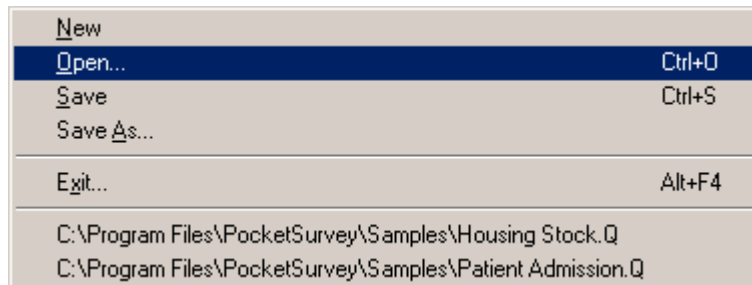 New
Open... Ctrl+O
Save Ctrl+S
Save As...
Exit... Alt+F4
C:\Program Files\PocketSurvey\Samples\Housing Stock.Q
C:\Program Files\PocketSurvey\Samples\Patient Admission.Q